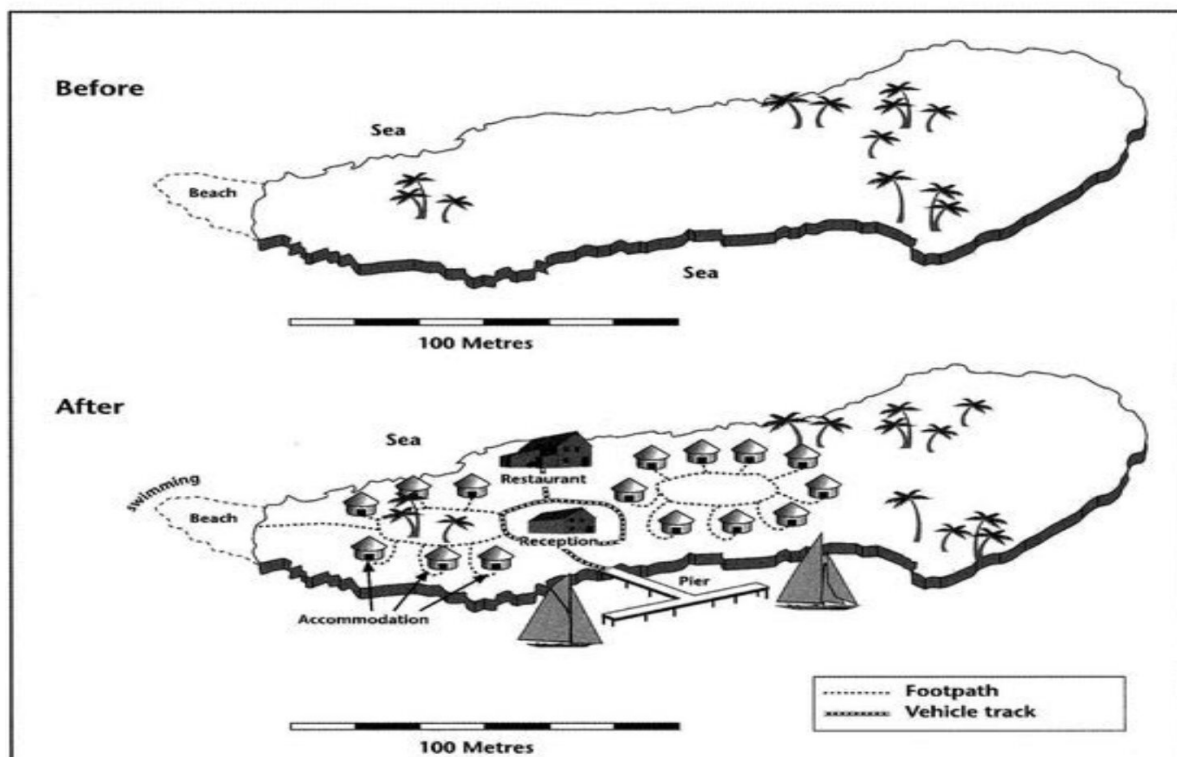 Before
Sea
Beach
Sea
100 Metres
After
Sea
swimming
Restaurant
Beach
Reception
Pier
Accommodation
Footpath
Vehicle track
100 Metres